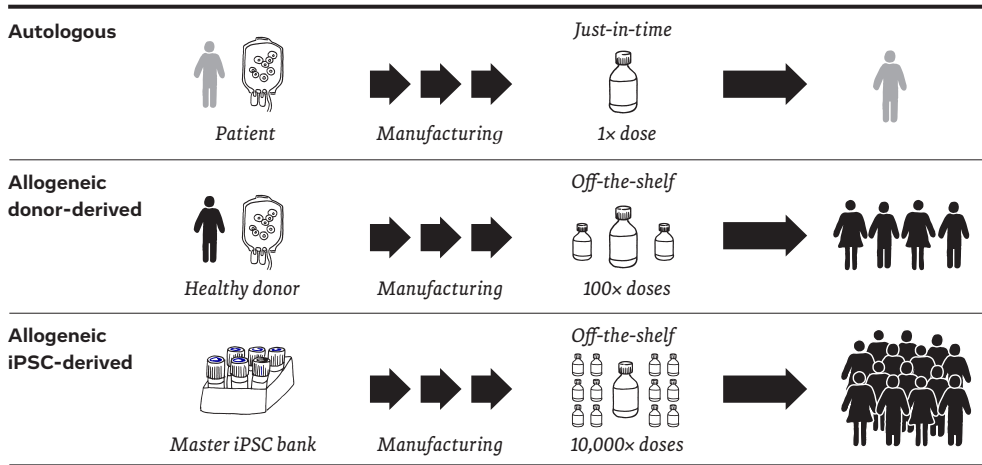 Autologous
Just-in-time
Patient
Manufacturing
1× dose
Allogeneic
donor-derived
Off-the-shelf
Healthy donor
Manufacturing
100× doses
Allogeneic
iPSC-derived
Off-the-shelf
Master iPSC bank
Manufacturing
10,000× doses